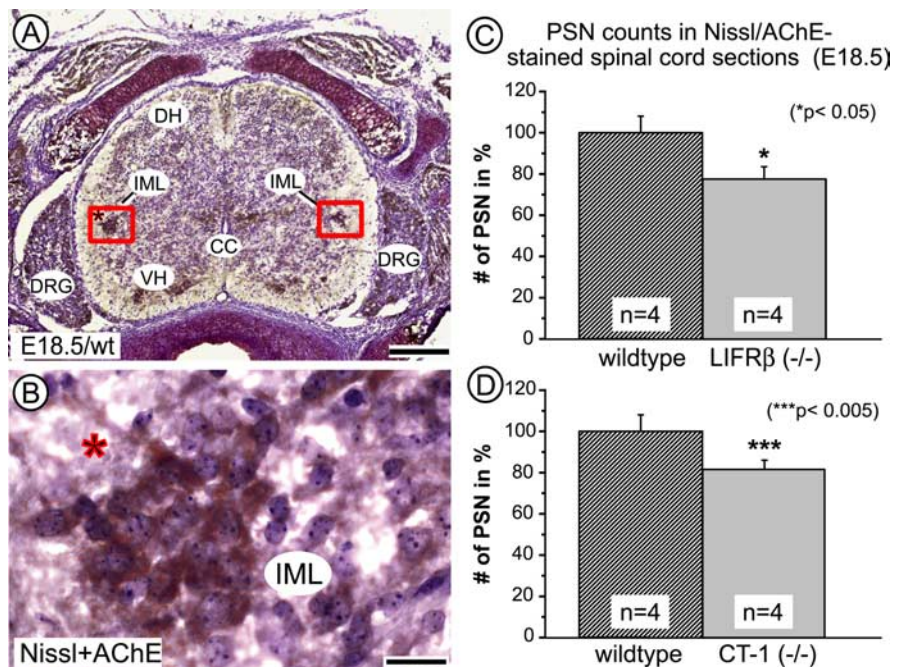 A
DH
IML
IML
CC
VH
DRG
DRG
*
E18.5/wt
B
*
IML
Nissl+AChE
C
PSN counts in Nissl/AChE-
stained spinal cord sections (E18.5)
(*p< 0.05)
# of PSN in %
120
100
80
60
40
20
0
*
n=4
n=4
wildtype LIFRβ (-/-)
D
(***p< 0.005)
# of PSN in %
120
100
80
60
40
20
0
***
n=4
n=4
wildtype CT-1 (-/-)